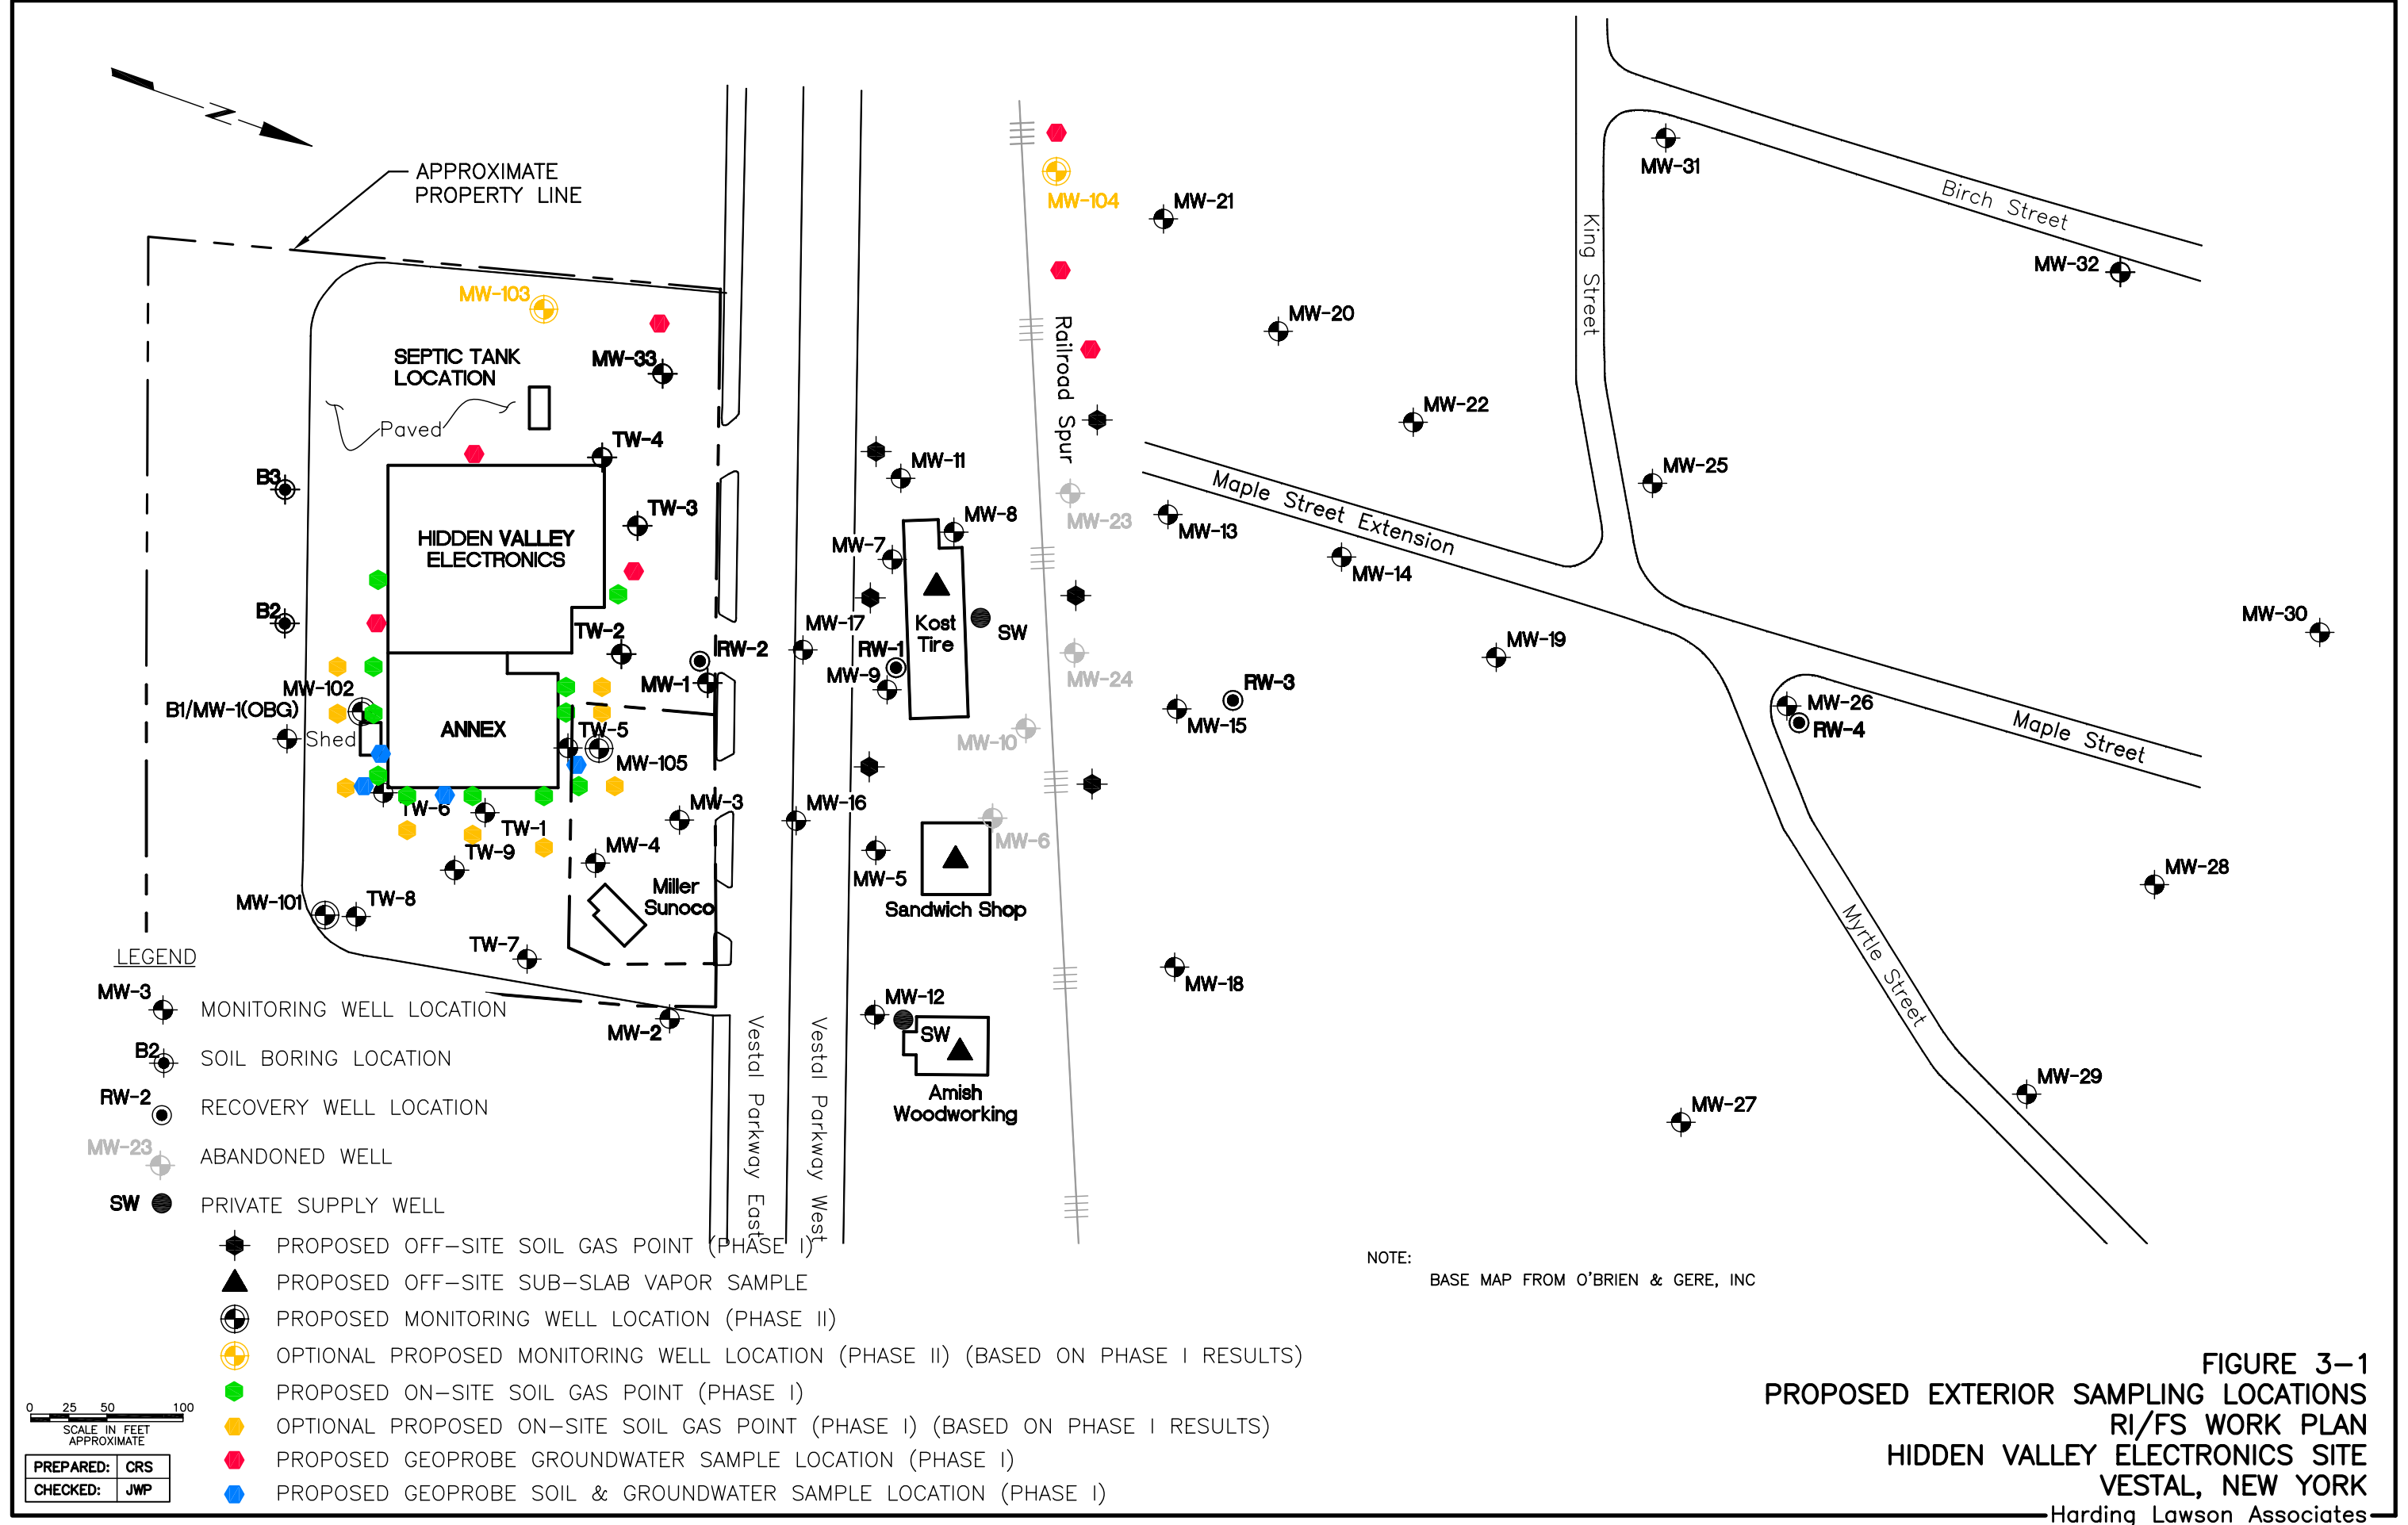 N
APPROXIMATE
PROPERTY LINE
MW-31
Birch Street
MW-104
MW-21
King Street
MW-32
MW-103
MW-20
Railroad Spur
SEPTIC TANK
LOCATION
MW-33
Paved
MW-22
TW-4
MW-11
B3
MW-25
Maple Street Extension
TW-3
MW-8
MW-23
MW-13
HIDDEN VALLEY
ELECTRONICS
MW-7
MW-14
B2
MW-30
TW-2
MW-17
Kost
Tire
SW
MW-19
RW-2
RW-1
MW-102
MW-1
MW-9
MW-24
RW-3
B1/MW-1(OBG)
MW-26
Shed
ANNEX
TW-5
MW-15
RW-4
Maple Street
MW-10
MW-105
TW-6
MW-3
MW-16
TW-1
MW-6
TW-9
MW-4
MW-5
MW-28
Miller
Sunoco
MW-101
TW-8
Sandwich Shop
Myrtle Street
TW-7
MW-18
MW-12
MW-2
SW
Vestal Parkway East
Vestal Parkway West
Amish
Woodworking
MW-29
MW-27
LEGEND
MW-3
MONITORING WELL LOCATION
B2
SOIL BORING LOCATION
RW-2
RECOVERY WELL LOCATION
MW-23
ABANDONED WELL
SW
PRIVATE SUPPLY WELL
PROPOSED OFF-SITE SOIL GAS POINT (PHASE I)
PROPOSED OFF-SITE SUB-SLAB VAPOR SAMPLE
PROPOSED MONITORING WELL LOCATION (PHASE II)
OPTIONAL PROPOSED MONITORING WELL LOCATION (PHASE II) (BASED ON PHASE I RESULTS)
PROPOSED ON-SITE SOIL GAS POINT (PHASE I)
OPTIONAL PROPOSED ON-SITE SOIL GAS POINT (PHASE I) (BASED ON PHASE I RESULTS)
PROPOSED GEOPROBE GROUNDWATER SAMPLE LOCATION (PHASE I)
PROPOSED GEOPROBE SOIL & GROUNDWATER SAMPLE LOCATION (PHASE I)
0 25 50 100
SCALE IN FEET
APPROXIMATE
PREPARED: CRS
CHECKED: JWP
NOTE:
BASE MAP FROM O'BRIEN & GERE, INC
FIGURE 3-1
PROPOSED EXTERIOR SAMPLING LOCATIONS
RI/FS WORK PLAN
HIDDEN VALLEY ELECTRONICS SITE
VESTAL, NEW YORK
Harding Lawson Associates